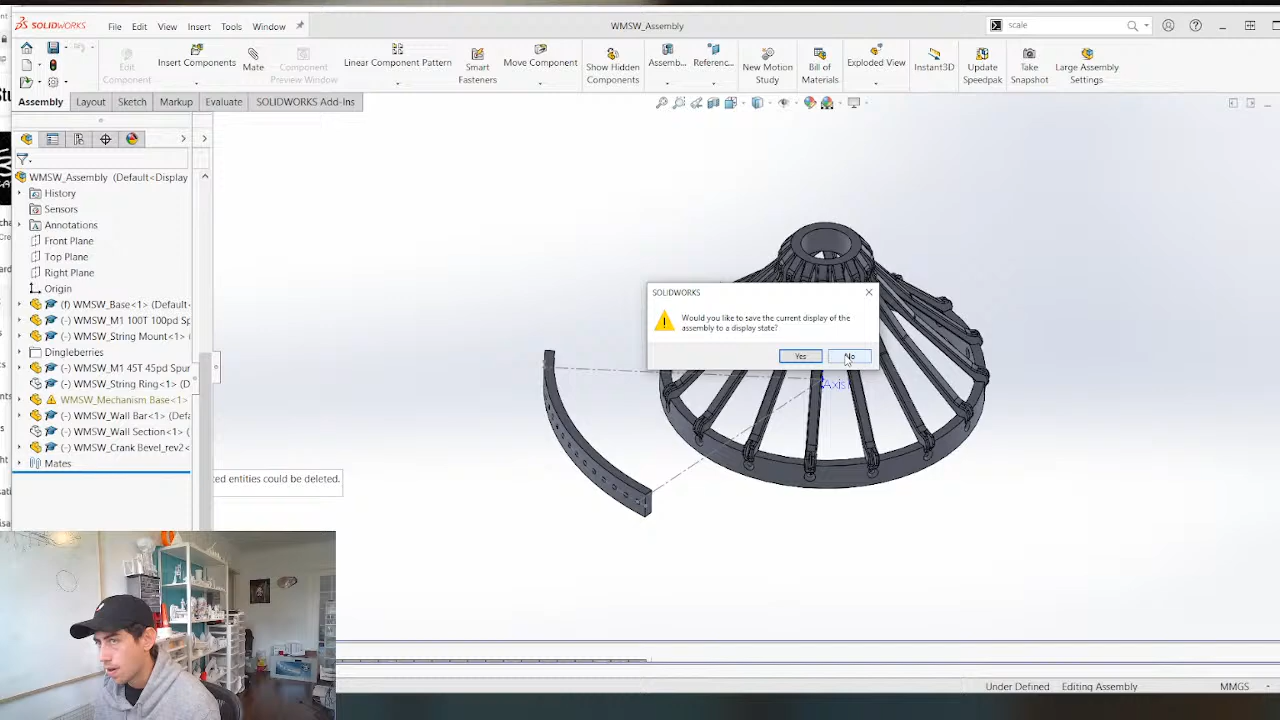 SOLIDWORKS File Edit View Insert Tools Window
WMSW_Assembly
scale
Edit Component
Insert Components
Mate
Component Preview Window
Linear Component Pattern
Smart Fasteners
Move Component
Show Hidden Components
Assemb...
Referenc...
New Motion Study
Bill of Materials
Exploded View
Instant3D
Update Speedpak
Take Snapshot
Large Assembly Settings
Assembly Layout Sketch Markup Evaluate SOLIDWORKS Add-Ins
WMSW_Assembly (Default<Display
History
Sensors
Annotations
Front Plane
Top Plane
Right Plane
Origin
(f) WMSW_Base<1> (Default-
(-) WMSW_M1 100T 100pd Sp
(-) WMSW_String Mount<1>
Dingleberries
(-) WMSW_M1 45T 45pd Spu
(-) WMSW_String Ring<1> (D
WMSW_Mechanism Base<1>
(-) WMSW_Wall Bar<1> (Defa
(-) WMSW_Wall Section<1> (
(-) WMSW_Crank Bevel_rev2<
Mates
ed entities could be deleted.
SOLIDWORKS
Would you like to save the current display of the
assembly to a display state?
Yes No
Axis
Under Defined Editing Assembly MMGS